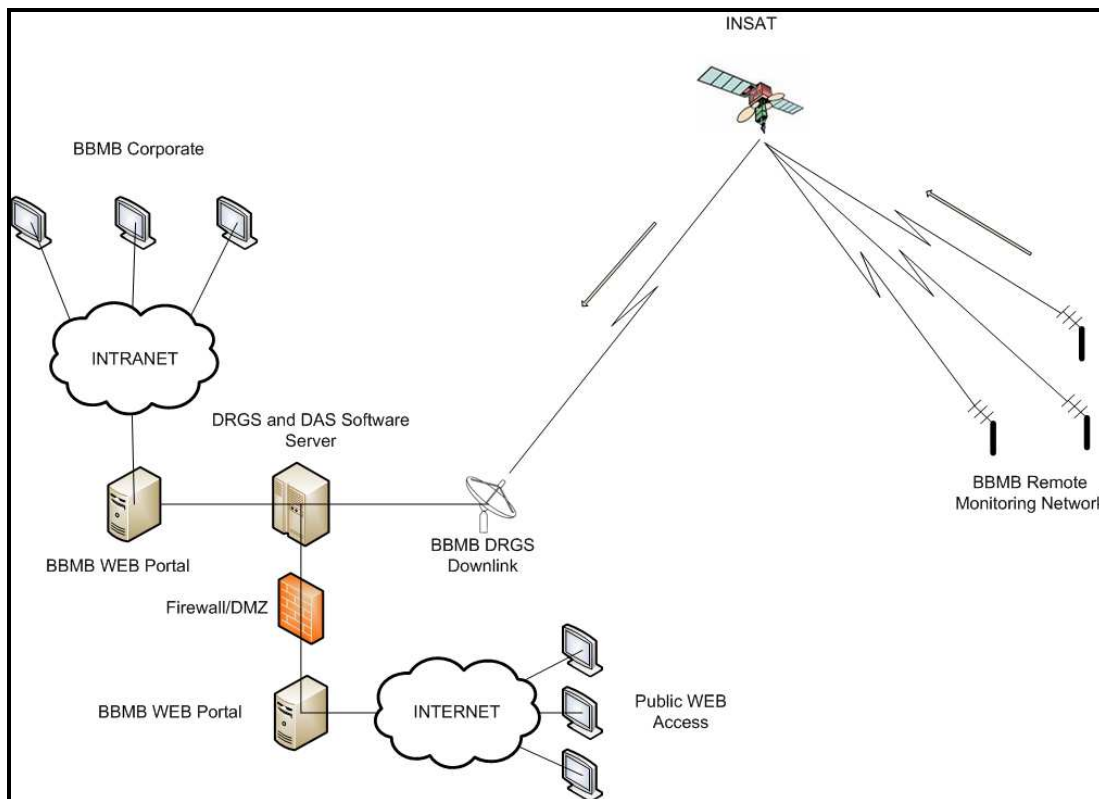 INSAT
BBMB Corporate
INTRANET
DRGS and DAS Software
Server
BBMB Remote
Monitoring Network
BBMB WEB Portal
BBMB DRGS
Downlink
Firewall/DMZ
BBMB WEB Portal
INTERNET
Public WEB
Access